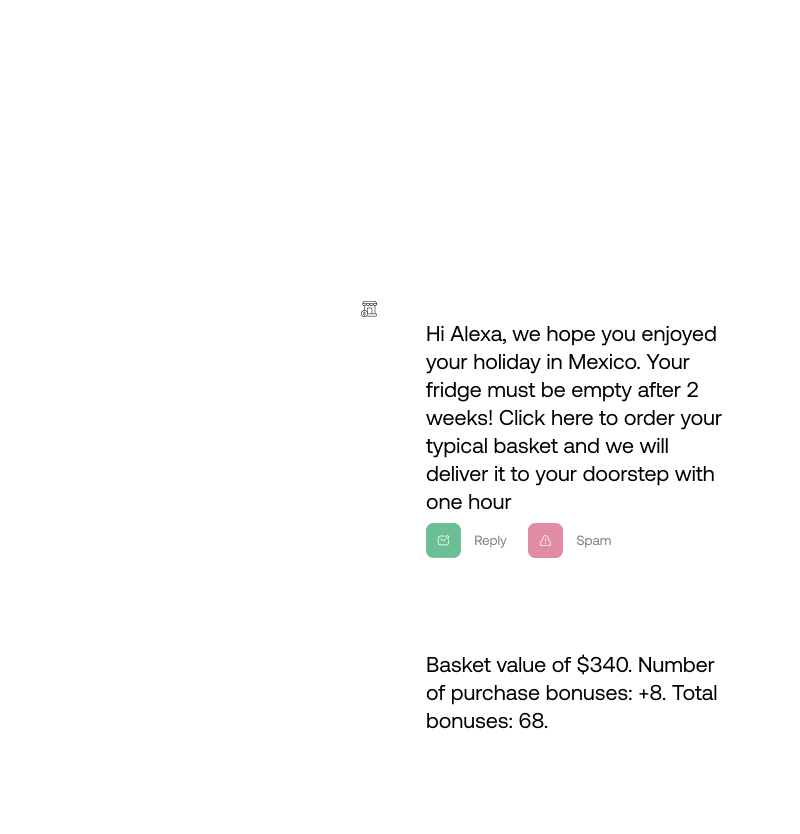 Hi Alexa, we hope you enjoyed
your holiday in Mexico. Your
fridge must be empty after 2
weeks! Click here to order your
typical basket and we will
deliver it to your doorstep with
one hour
Reply Spam
Basket value of $340. Number
of purchase bonuses: +8. Total
bonuses: 68.